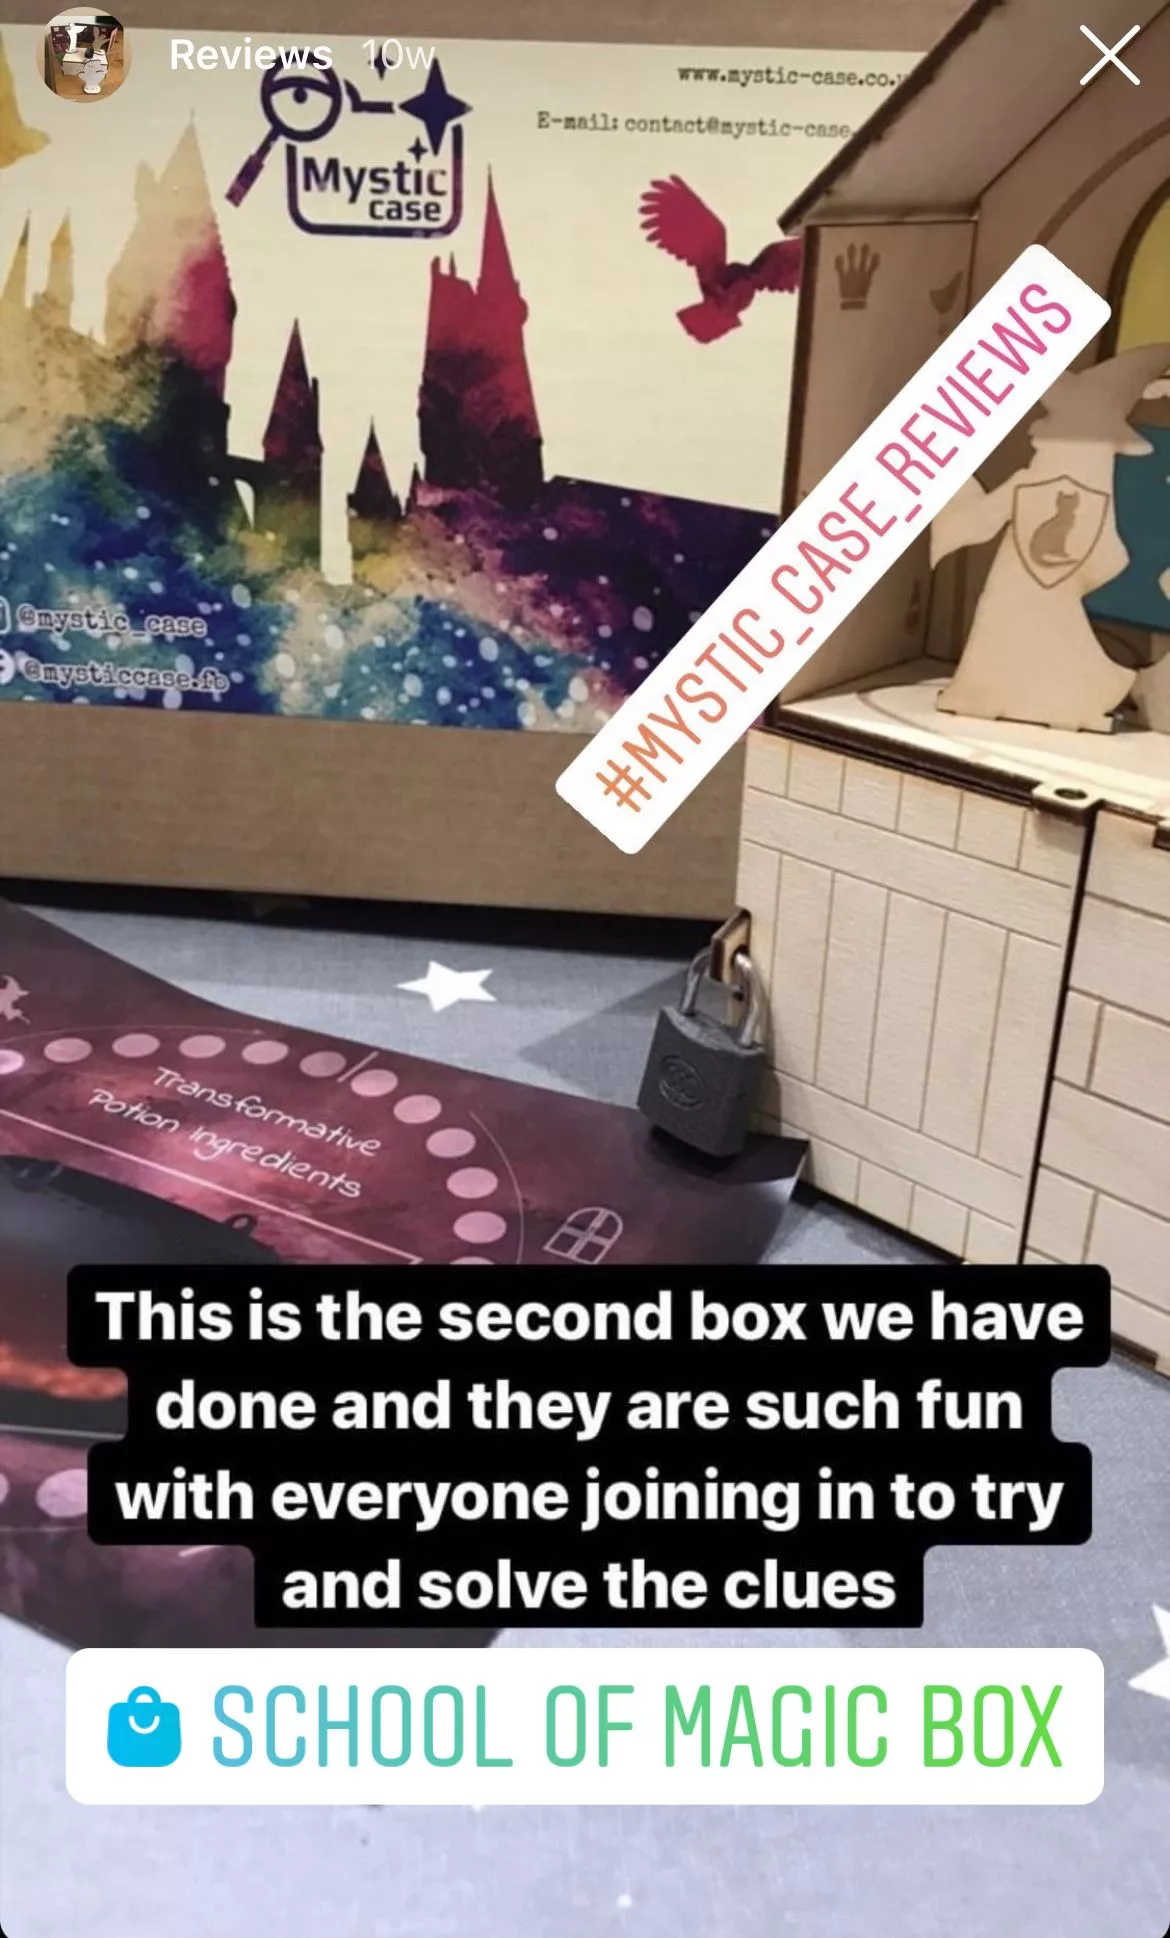 Reviews 10w
www.mystic-case.co.
E-mail: contact@mystic-case.
Mystic
case
#MYSTIC_CASE_REVIEWS
@mystic_case
@mysticcase.fb
Transformative
Potion Ingredients
This is the second box we have
done and they are such fun
with everyone joining in to try
and solve the clues
SCHOOL OF MAGIC BOX